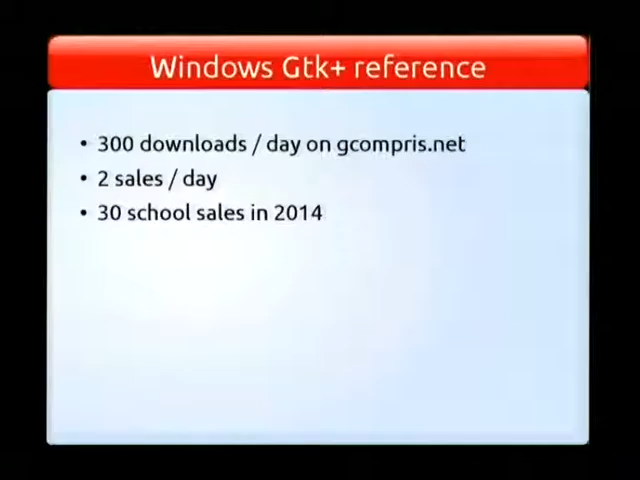 Windows Gtk+ reference
• 300 downloads / day on gcompris.net
• 2 sales / day
• 30 school sales in 2014